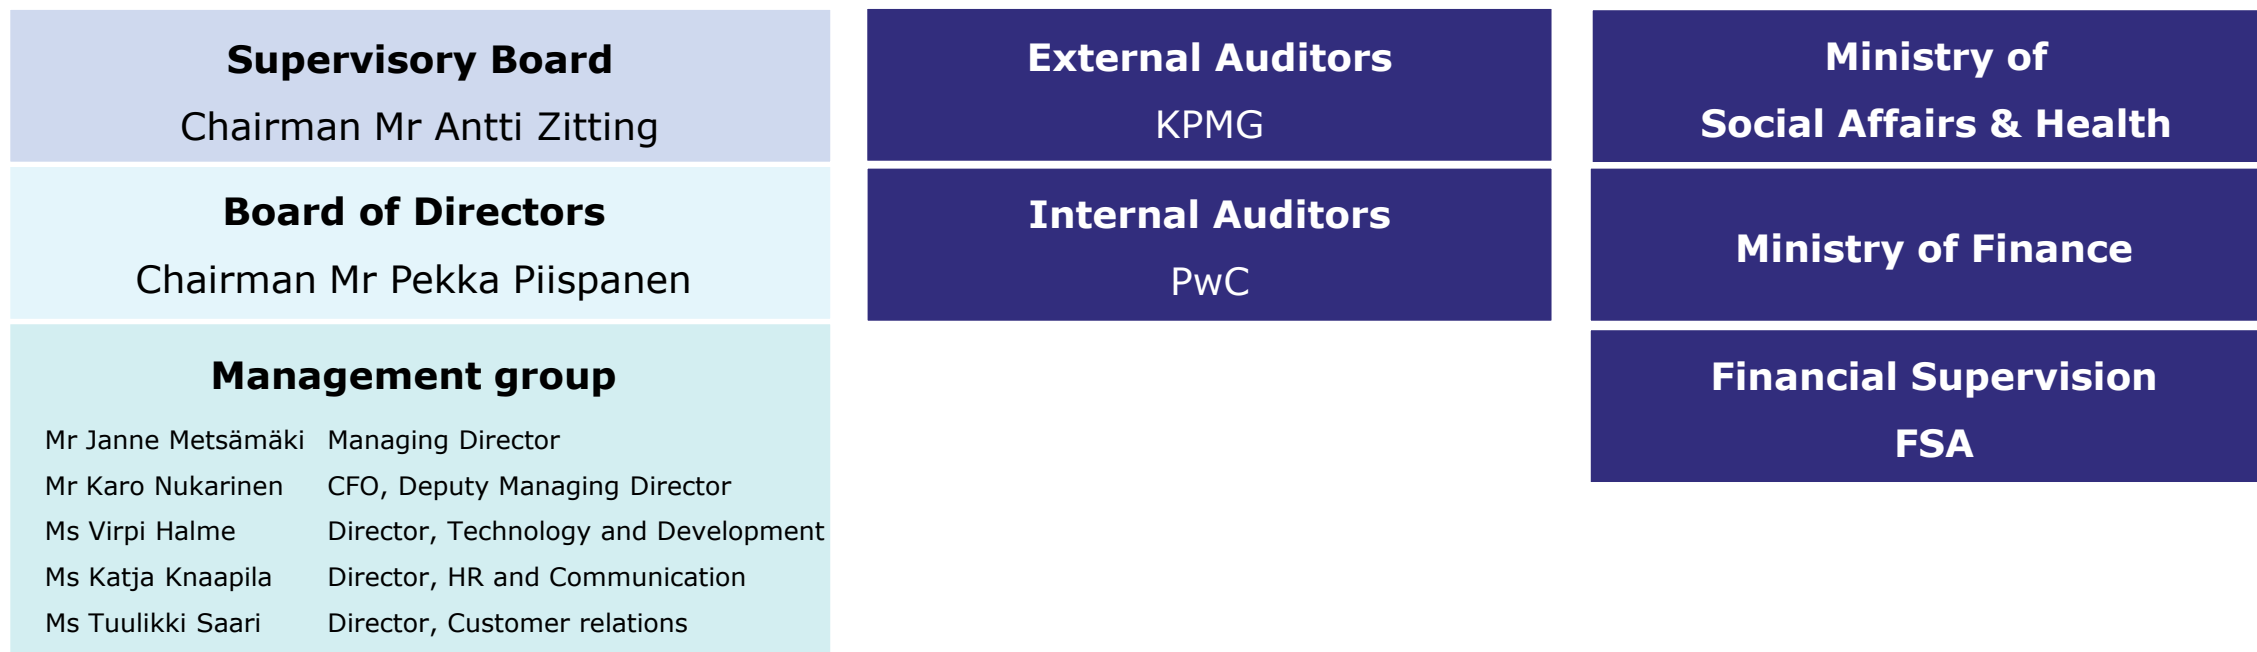 Supervisory Board
Chairman Mr Antti Zitting
Board of Directors
Chairman Mr Pekka Piispanen
Management group
Mr Janne Metsämäki Managing Director
Mr Karo Nukarinen CFO, Deputy Managing Director
Ms Virpi Halme Director, Technology and Development
Ms Katja Knaapila Director, HR and Communication
Ms Tuulikki Saari Director, Customer relations
External Auditors
KPMG
Internal Auditors
PwC
Ministry of
Social Affairs & Health
Ministry of Finance
Financial Supervision
FSA